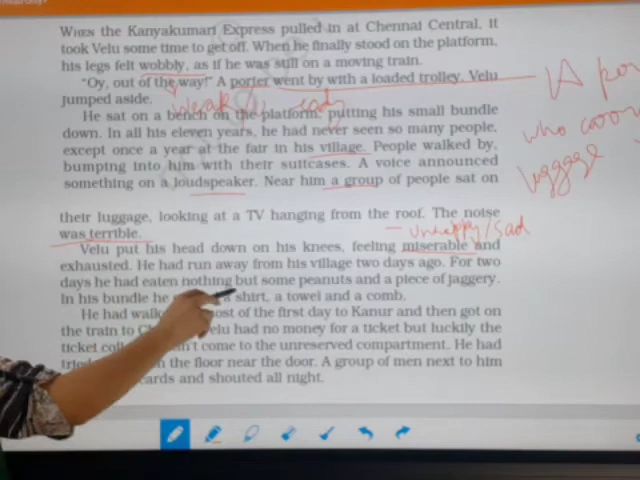 WHEN the Kanyakumari Express pulled in at Chennai Central, it
took Velu some time to get off. When he finally stood on the platform,
his legs felt wobbly, as if he was still on a moving train.
"Oy, out of the way!" A porter went by with a loaded trolley. Velu
jumped aside.
weak
He sat on a bench on the platform, putting his small bundle
down. In all his eleven years, he had never seen so many people,
except once a year at the fair in his village. People walked by,
bumping into him with their suitcases. A voice announced
something on a loudspeaker. Near him a group of people sat on
A
who
luggage
their luggage, looking at a TV hanging from the roof. The noise
was terrible.
– unhappy/sad
Velu put his head down on his knees, feeling miserable and
exhausted. He had run away from his village two days ago. For two
days he had eaten nothing but some peanuts and a piece of jaggery.
In his bundle he a shirt, a towel and a comb.
He had most of the first day to Kanur and then got on
the train to Velu had no money for a ticket but luckily the
ticket come to the unreserved compartment. He had
the floor near the door. A group of men next to him
and shouted all night.